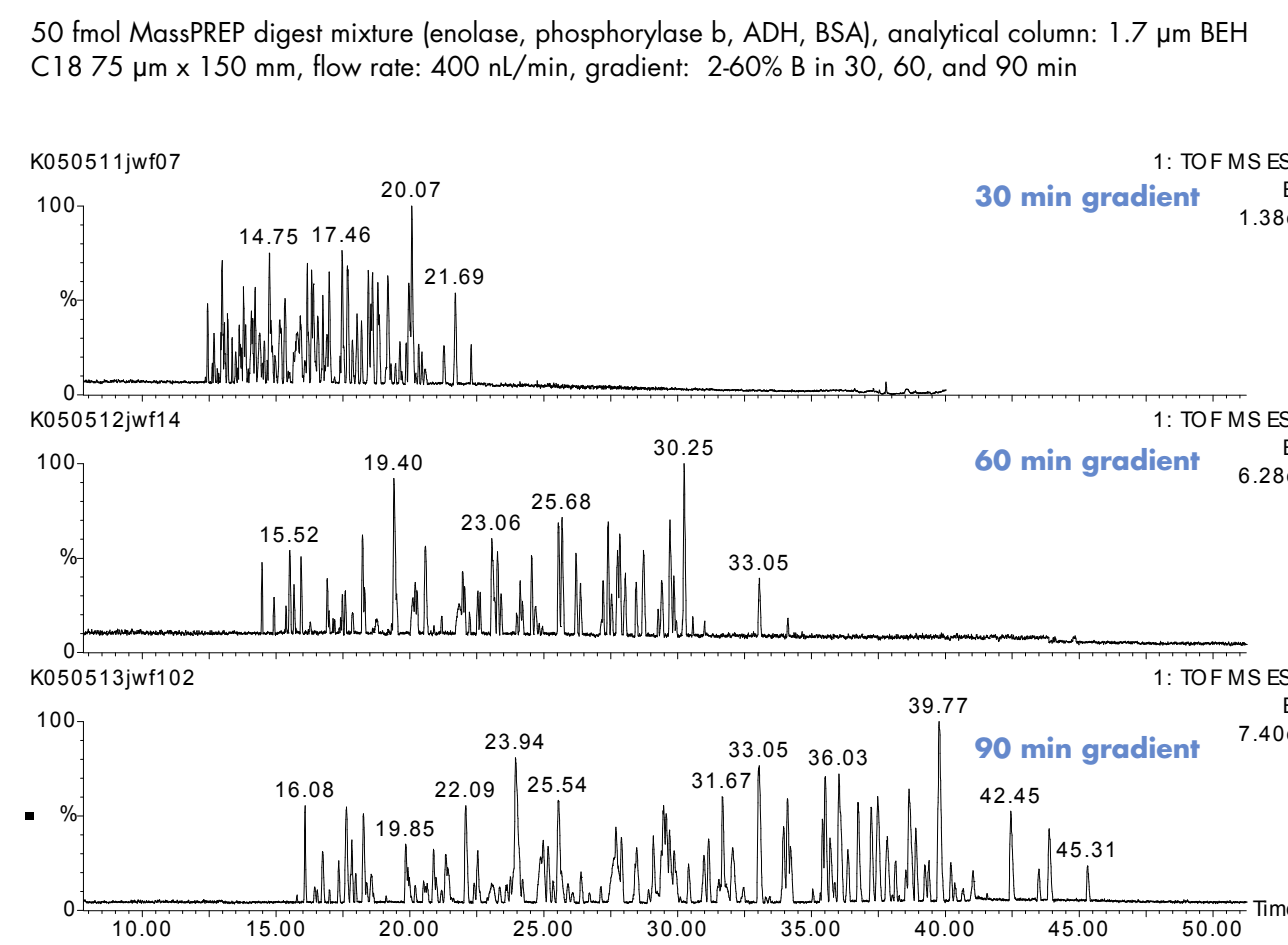 50 fmol MassPREP digest mixture (enolase, phosphorylase b, ADH, BSA), analytical column: 1.7 µm BEH
C18 75 µm x 150 mm, flow rate: 400 nL/min, gradient: 2-60% B in 30, 60, and 90 min
K050511jwf07
1: TOF MS ES
30 min gradient
1.38
100
%
0
14.75
17.46
20.07
21.69
K050512jwf14
1: TOF MS ES
60 min gradient
6.28
100
%
0
15.52
19.40
23.06
25.68
30.25
33.05
K050513jwf102
1: TOF MS ES
90 min gradient
7.40
100
%
0
16.08
19.85
22.09
23.94
25.54
31.67
33.05
36.03
39.77
42.45
45.31
Time
10.00 15.00 20.00 25.00 30.00 35.00 40.00 45.00 50.00